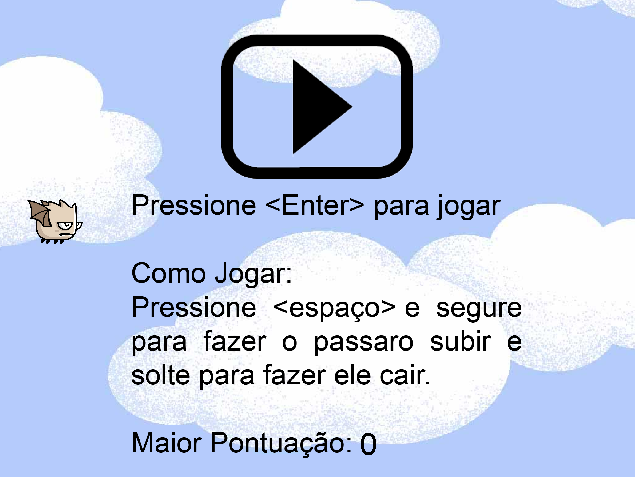 Pressione <Enter> para jogar
Como Jogar:
Pressione <espaço> e segure
para fazer o passaro subir e
solte para fazer ele cair.
Maior Pontuação: 0